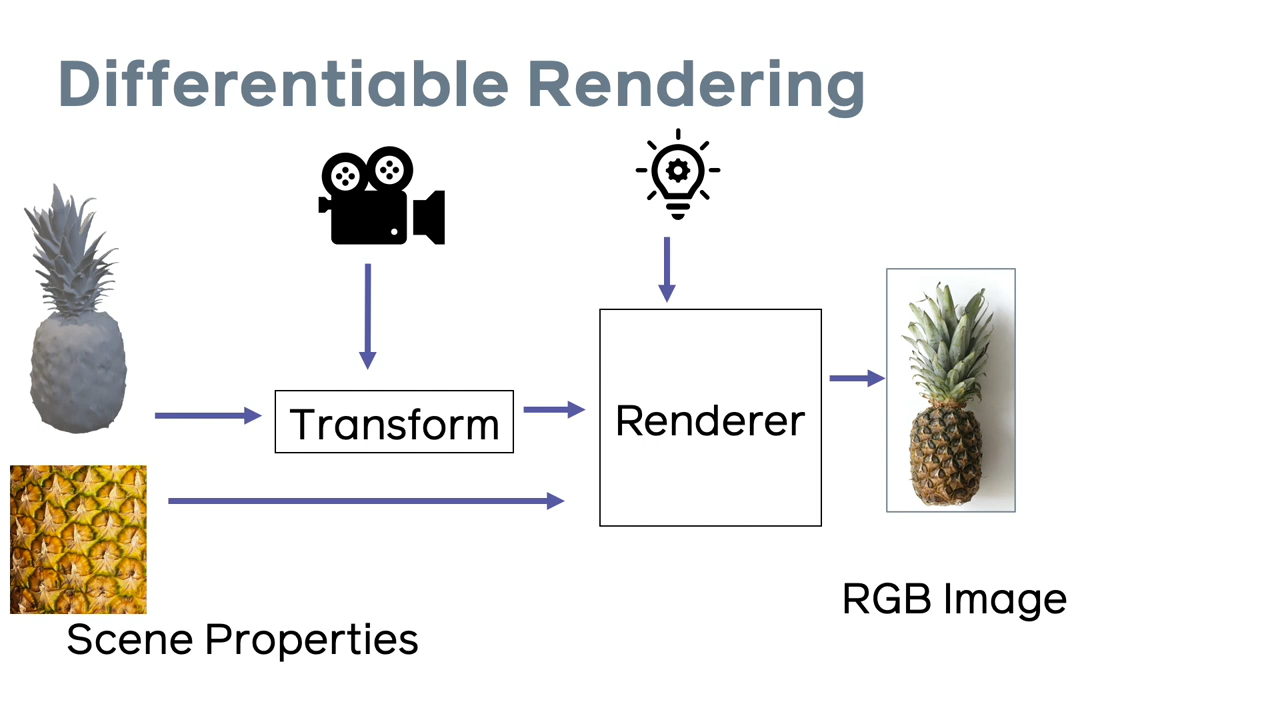 Differentiable Rendering
Transform
Renderer
RGB Image
Scene Properties